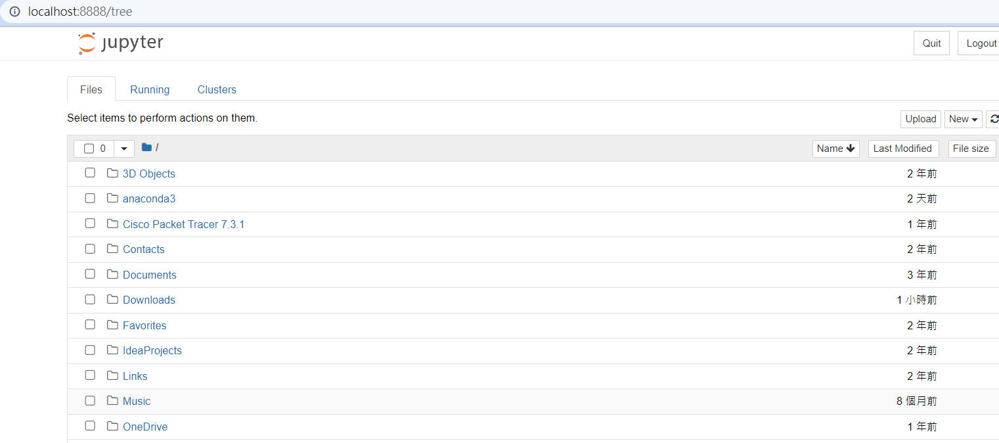 localhost:8888/tree
jupyter
Quit Logout
Files Running Clusters
Select items to perform actions on them.
Upload New
0 / Name Last Modified File size
3D Objects 2 年前
anaconda3 2 天前
Cisco Packet Tracer 7.3.1 1 年前
Contacts 2 年前
Documents 3 年前
Downloads 1 小時前
Favorites 2 年前
IdeaProjects 2 年前
Links 2 年前
Music 8 個月前
OneDrive 1 年前